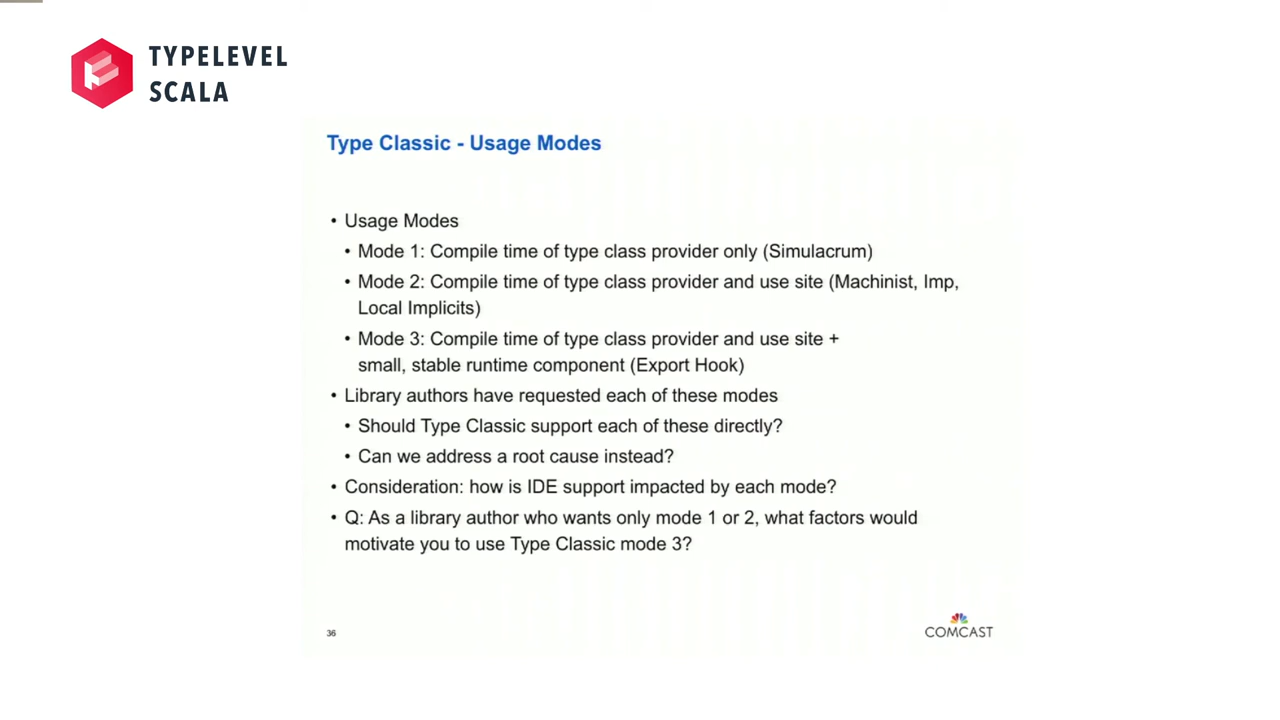 TYPELEVEL
SCALA
Type Classic - Usage Modes
• Usage Modes
• Mode 1: Compile time of type class provider only (Simulacrum)
• Mode 2: Compile time of type class provider and use site (Machinist, Imp,
Local Implicits)
• Mode 3: Compile time of type class provider and use site +
small, stable runtime component (Export Hook)
• Library authors have requested each of these modes
• Should Type Classic support each of these directly?
• Can we address a root cause instead?
• Consideration: how is IDE support impacted by each mode?
• Q: As a library author who wants only mode 1 or 2, what factors would
motivate you to use Type Classic mode 3?
36
COMCAST